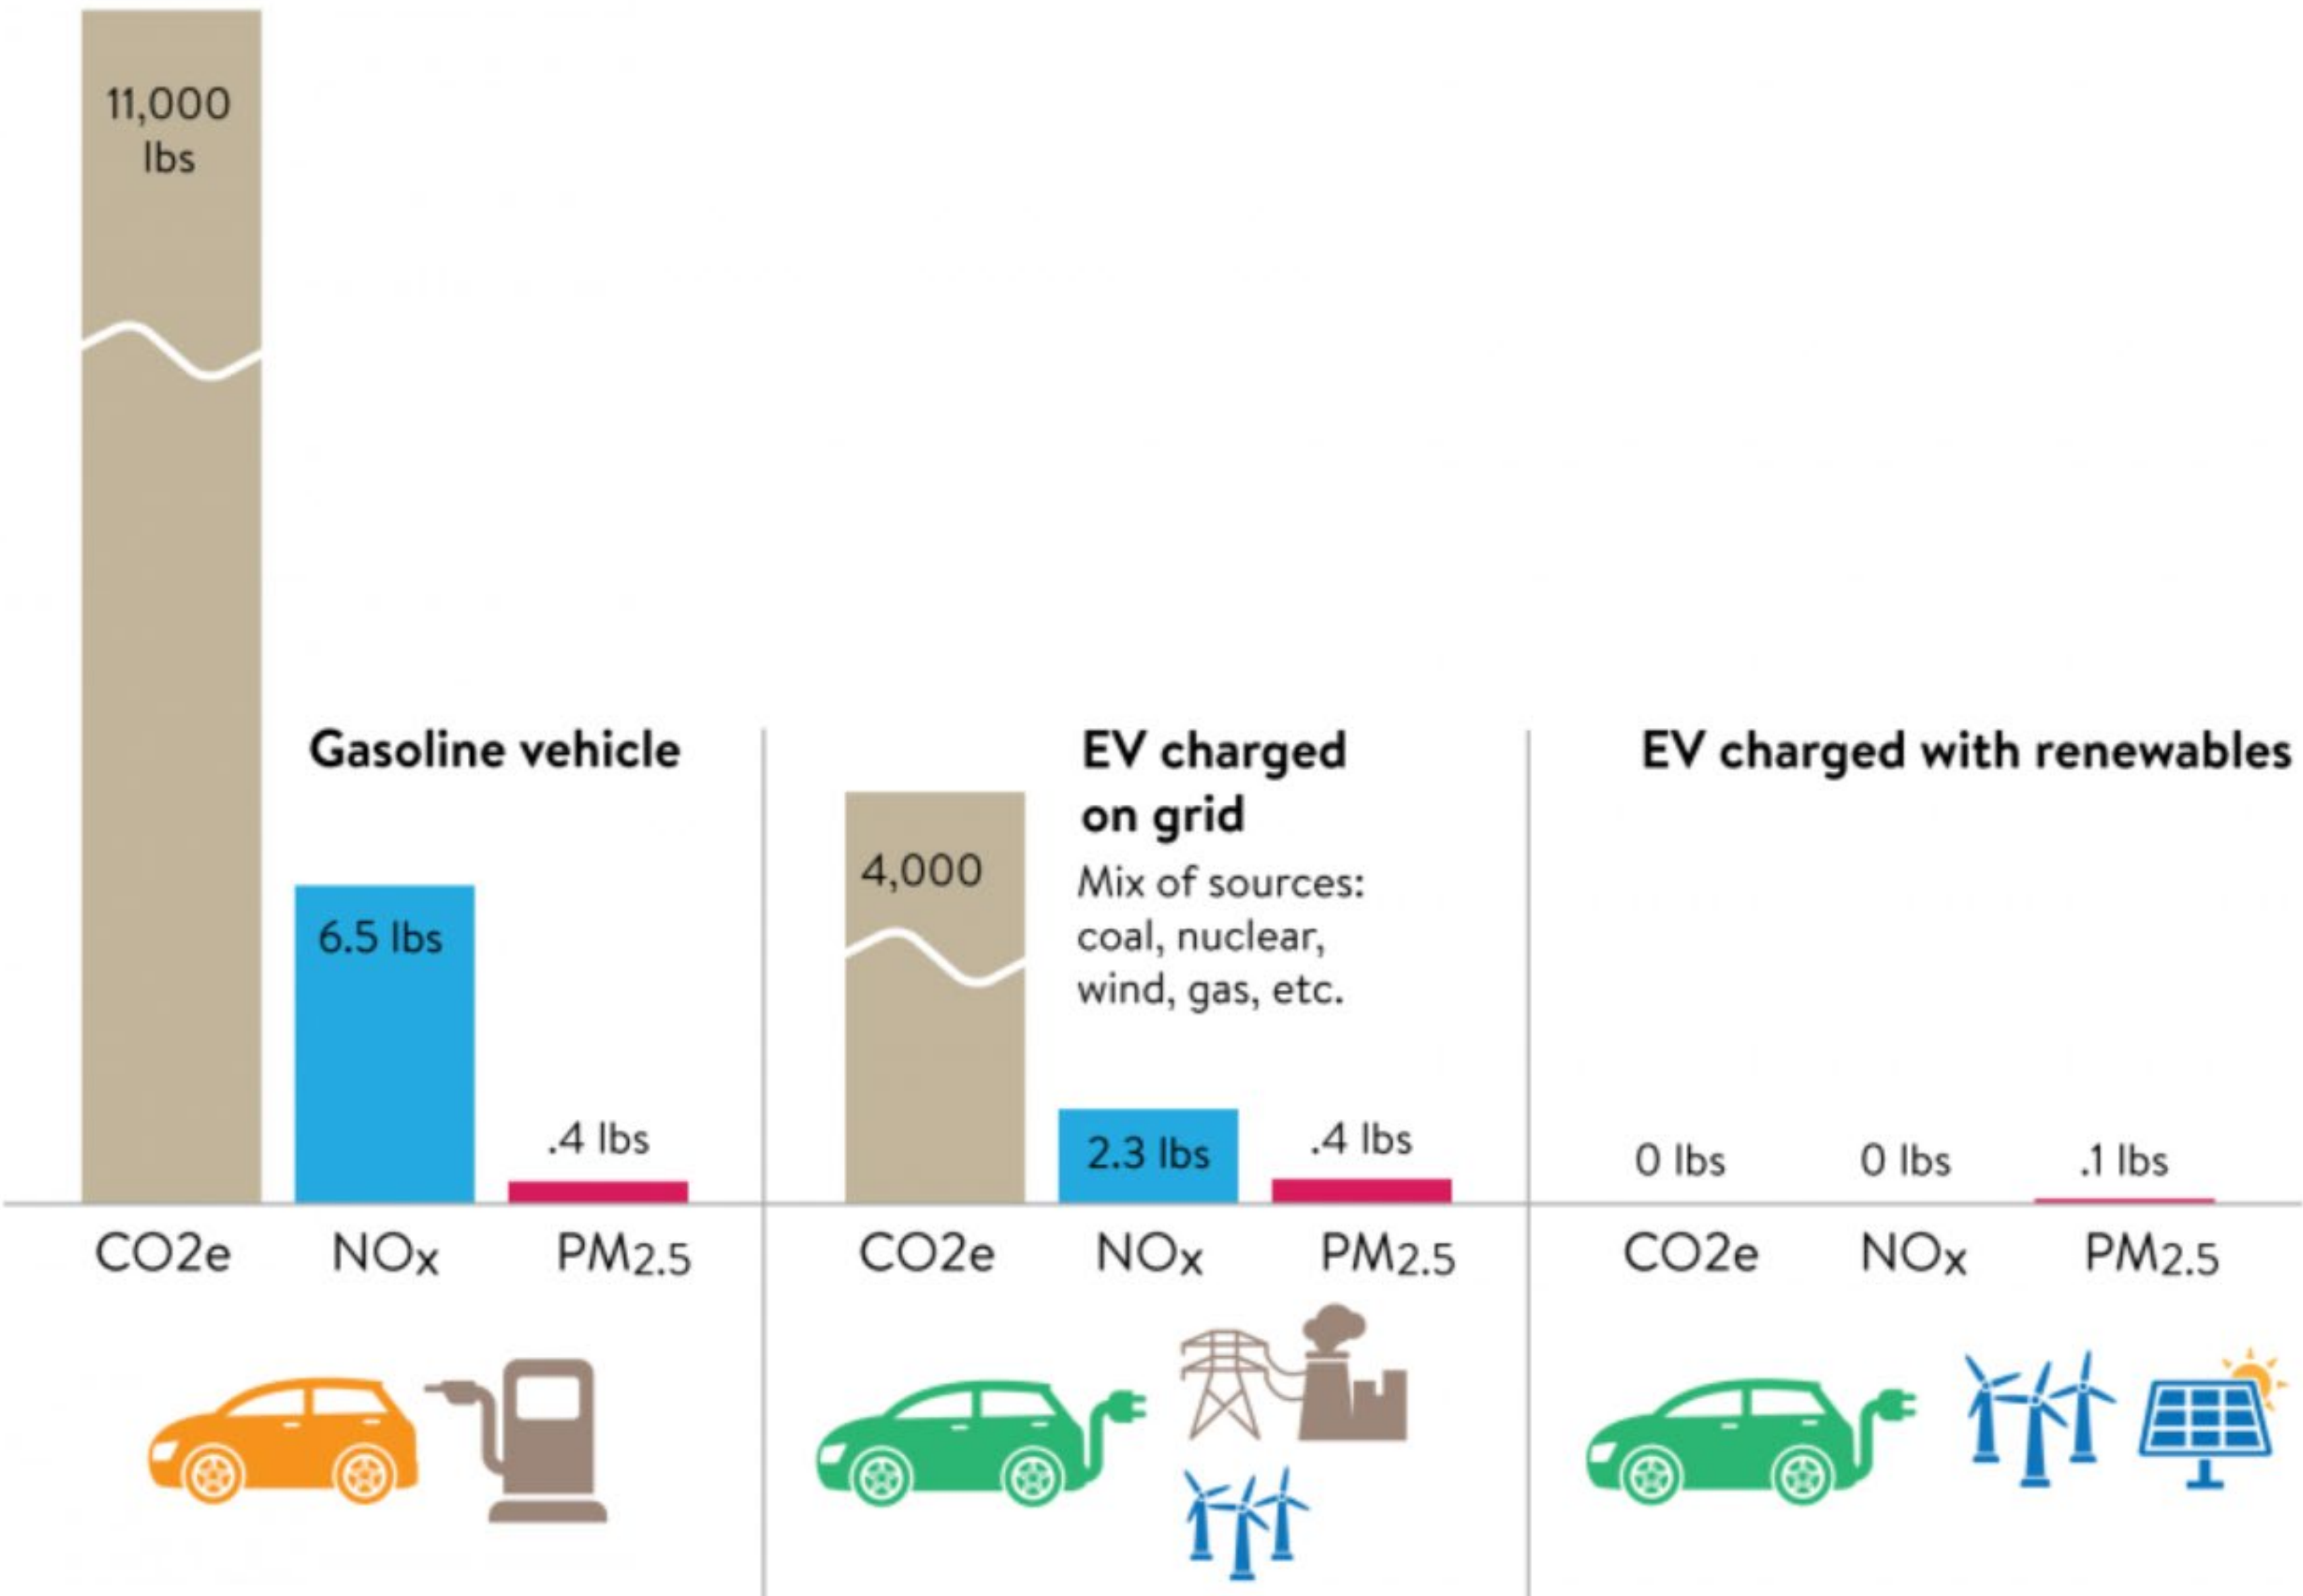 11,000
lbs
Gasoline vehicle
6.5 lbs
.4 lbs
CO2e
NOx
PM2.5
EV charged
on grid
Mix of sources:
coal, nuclear,
wind, gas, etc.
4,000
2.3 lbs
.4 lbs
CO2e
NOx
PM2.5
EV charged with renewables
0 lbs
0 lbs
.1 lbs
CO2e
NOx
PM2.5